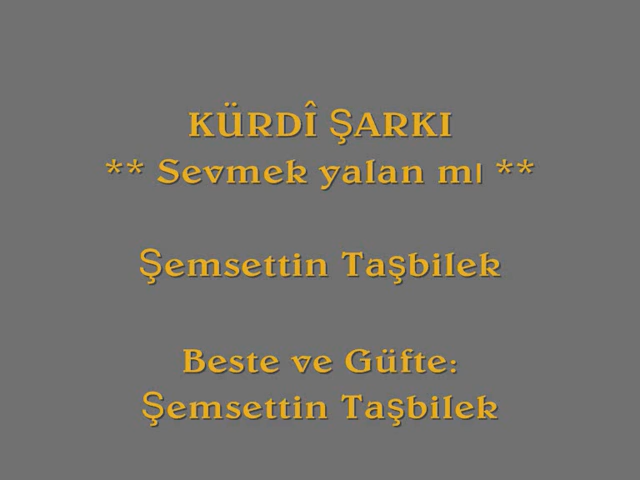 KÜRDÎ ŞARKI
** Sevmek yalan mı **
Şemsettin Taşbilek
Beste ve Güfte:
Şemsettin Taşbilek